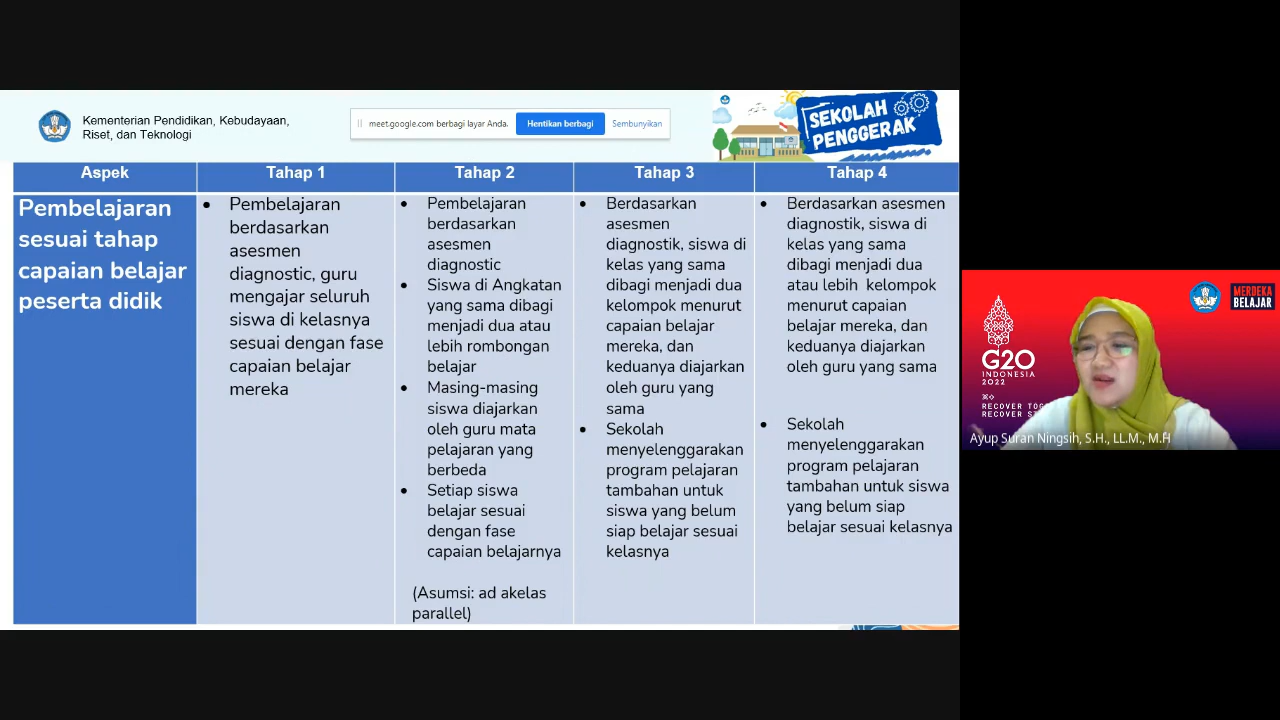 Kementerian Pendidikan, Kebudayaan,
Riset, dan Teknologi
meet.google.com berbagi layar Anda.
Hentikan berbagi
Sembunyikan
SEKOLAH
PENGGERAK
Aspek
Tahap 1
Tahap 2
Tahap 3
Tahap 4
Pembelajaran
sesuai tahap
capaian belajar
peserta didik
• Pembelajaran
berdasarkan
asesmen
diagnostic, guru
mengajar seluruh
siswa di kelasnya
sesuai dengan fase
capaian belajar
mereka
• Pembelajaran
berdasarkan
asesmen
diagnostic
• Siswa di Angkatan
yang sama dibagi
menjadi dua atau
lebih rombongan
belajar
• Masing-masing
siswa diajarkan
oleh guru mata
pelajaran yang
berbeda
• Setiap siswa
belajar sesuai
dengan fase
capaian belajarnya
(Asumsi: ad akelas
parallel)
• Berdasarkan
asesmen
diagnostik, siswa di
kelas yang sama
dibagi menjadi dua
kelompok menurut
capaian belajar
mereka, dan
keduanya diajarkan
oleh guru yang
sama
• Sekolah
menyelenggarakan
program pelajaran
tambahan untuk
siswa yang belum
siap belajar sesuai
kelasnya
• Berdasarkan asesmen
diagnostik, siswa di
kelas yang sama
dibagi menjadi dua
atau lebih kelompok
menurut capaian
belajar mereka, dan
keduanya diajarkan
oleh guru yang sama
• Sekolah
menyelenggarakan
program pelajaran
tambahan untuk siswa
yang belum siap
belajar sesuai kelasnya
MERDEKA
BELAJAR
G20
INDONESIA
2022
RECOVER TOG
RECOVER S
Ayup Suran Ningsih, S.H., LL.M., M.H